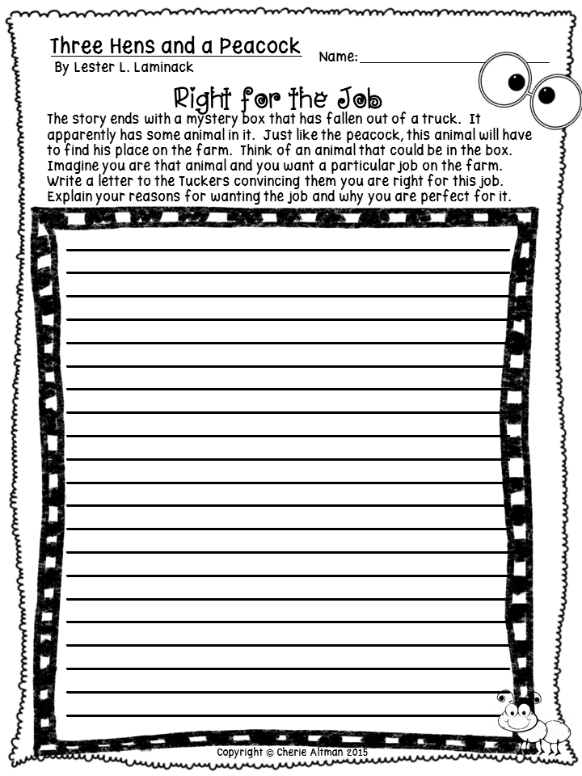 Three Hens and a Peacock
Name:
By Lester L. Laminack
Right for the Job
The story ends with a mystery box that has fallen out of a truck. It
apparently has some animal in it. Just like the peacock, this animal will have
to find his place on the farm. Think of an animal that could be in the box.
Imagine you are that animal and you want a particular job on the farm.
Write a letter to the Tuckers convincing them you are right for this job.
Explain your reasons for wanting the job and why you are perfect for it.
Copyright © Cherie Altman 2015